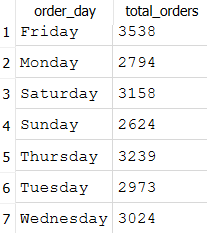 order_day total_orders
1 Friday 3538
2 Monday 2794
3 Saturday 3158
4 Sunday 2624
5 Thursday 3239
6 Tuesday 2973
7 Wednesday 3024